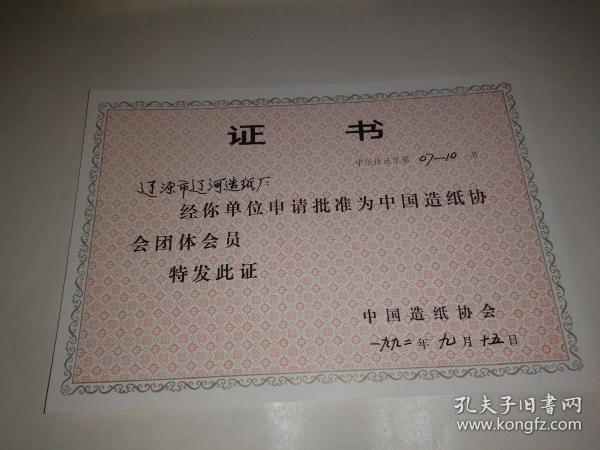 证 书
第 07—10 号
辽源市辽河造纸厂:
经你单位申请批准为中国造纸协
会团体会员
特发此证
中国造纸协会
一九九二年九月十五日
孔夫子旧书网
www.kongfz.com